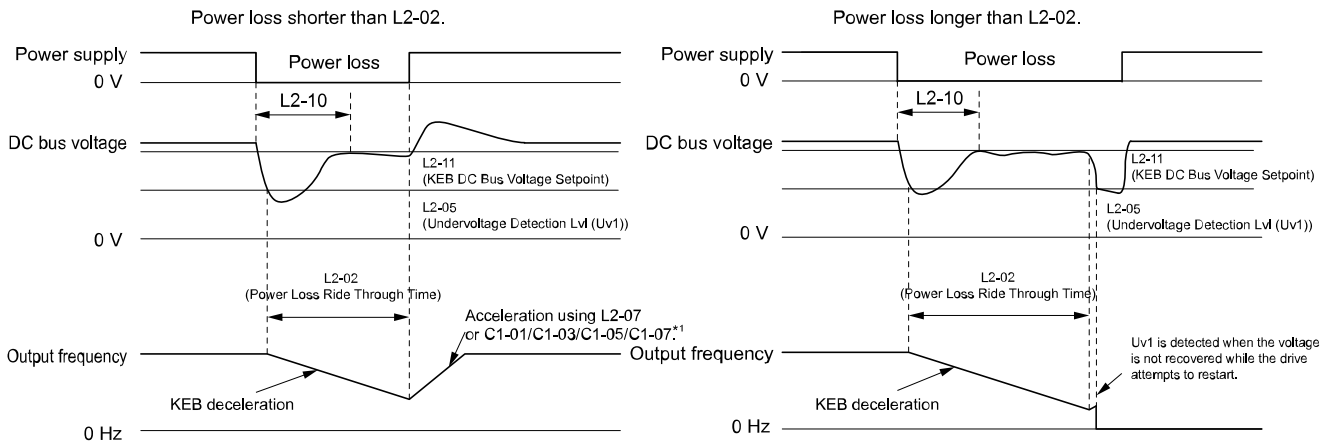 Power loss shorter than L2-02.
Power supply
Power loss
0 V
L2-10
DC bus voltage
L2-11
(KEB DC Bus Voltage Setpoint)
L2-05
(Undervoltage Detection Lvl (Uv1))
0 V
L2-02
(Power Loss Ride Through Time)
Acceleration using L2-07
or C1-01/C1-03/C1-05/C1-07*1
Output frequency
KEB deceleration
0 Hz
Power loss longer than L2-02.
Power supply
Power loss
0 V
L2-10
DC bus voltage
L2-11
(KEB DC Bus Voltage Setpoint)
L2-05
(Undervoltage Detection Lvl (Uv1))
0 V
L2-02
(Power Loss Ride Through Time)
Output frequency
Uv1 is detected when the voltage
is not recovered while the drive
attempts to restart.
KEB deceleration
0 Hz